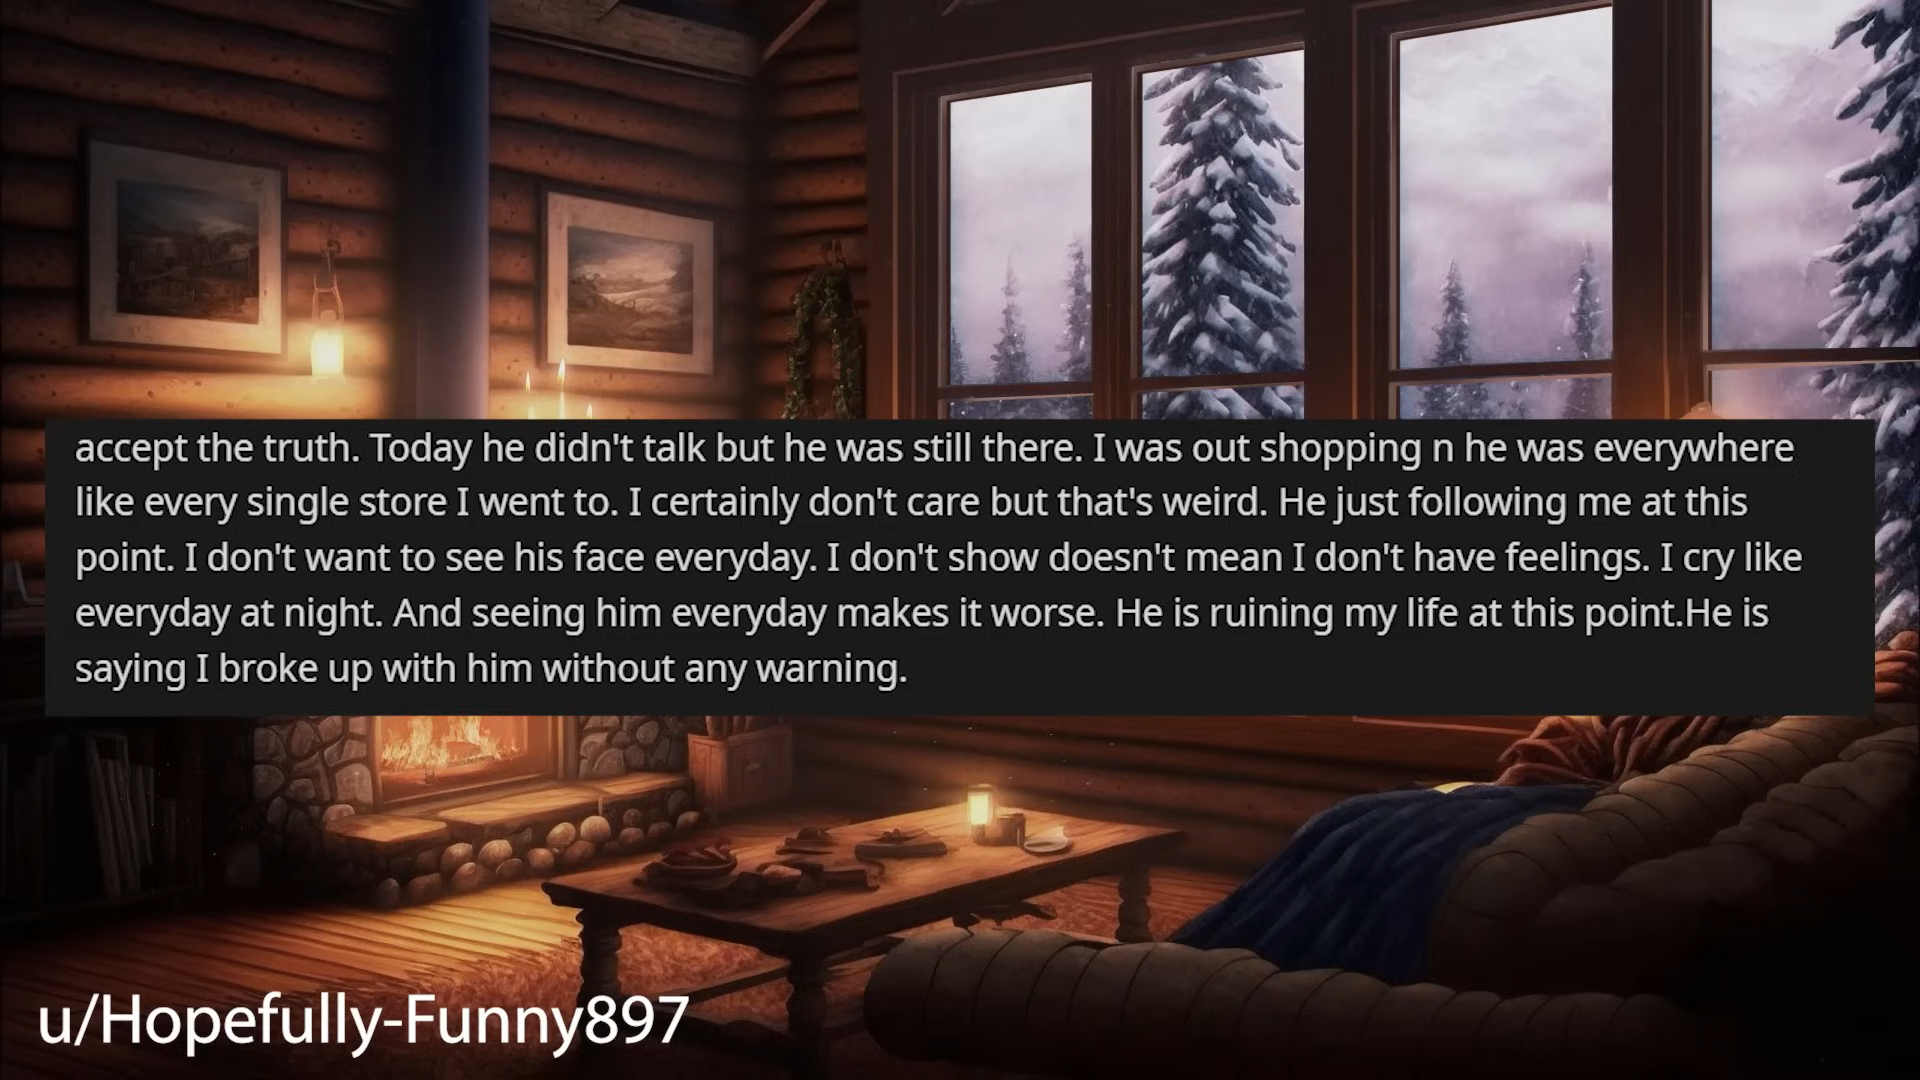 accept the truth. Today he didn't talk but he was still there. I was out shopping n he was everywhere
like every single store I went to. I certainly don't care but that's weird. He just following me at this
point. I don't want to see his face everyday. I don't show doesn't mean I don't have feelings. I cry like
everyday at night. And seeing him everyday makes it worse. He is ruining my life at this point.He is
saying I broke up with him without any warning.
u/Hopefully-Funny897